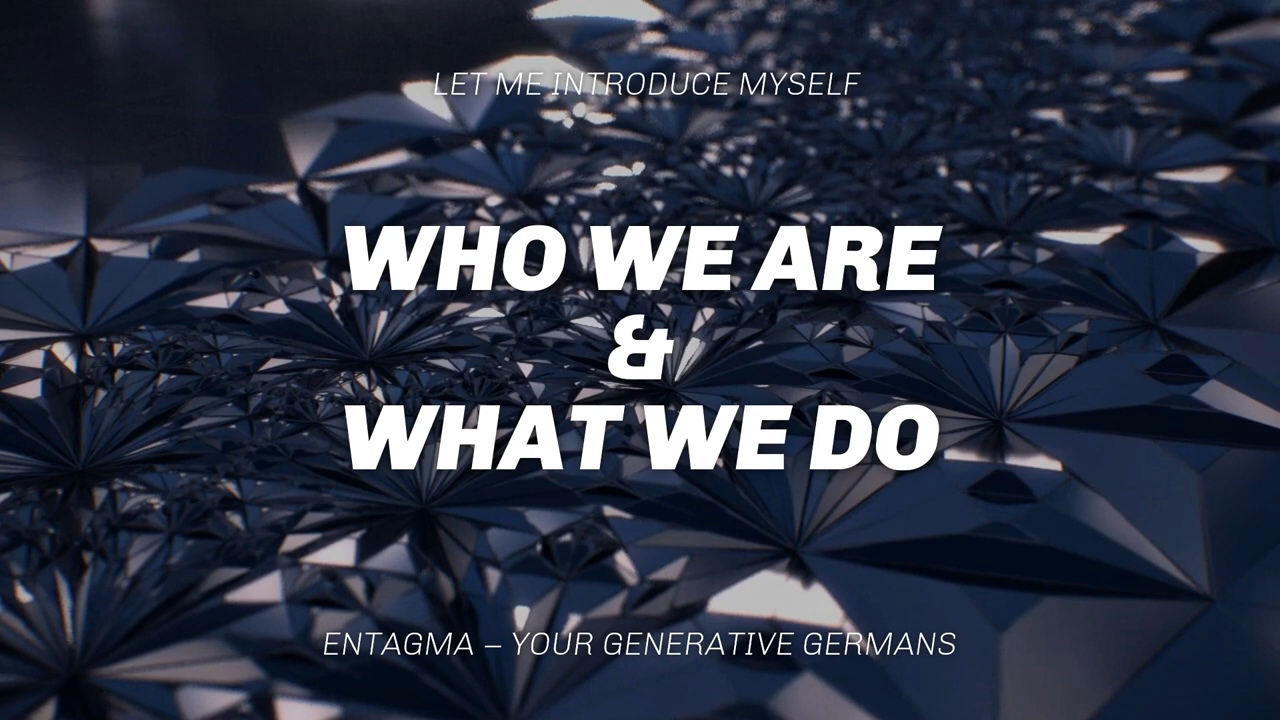 LET ME INTRODUCE MYSELF
WHO WE ARE
&
WHAT WE DO
ENTAGMA – YOUR GENERATIVE GERMANS